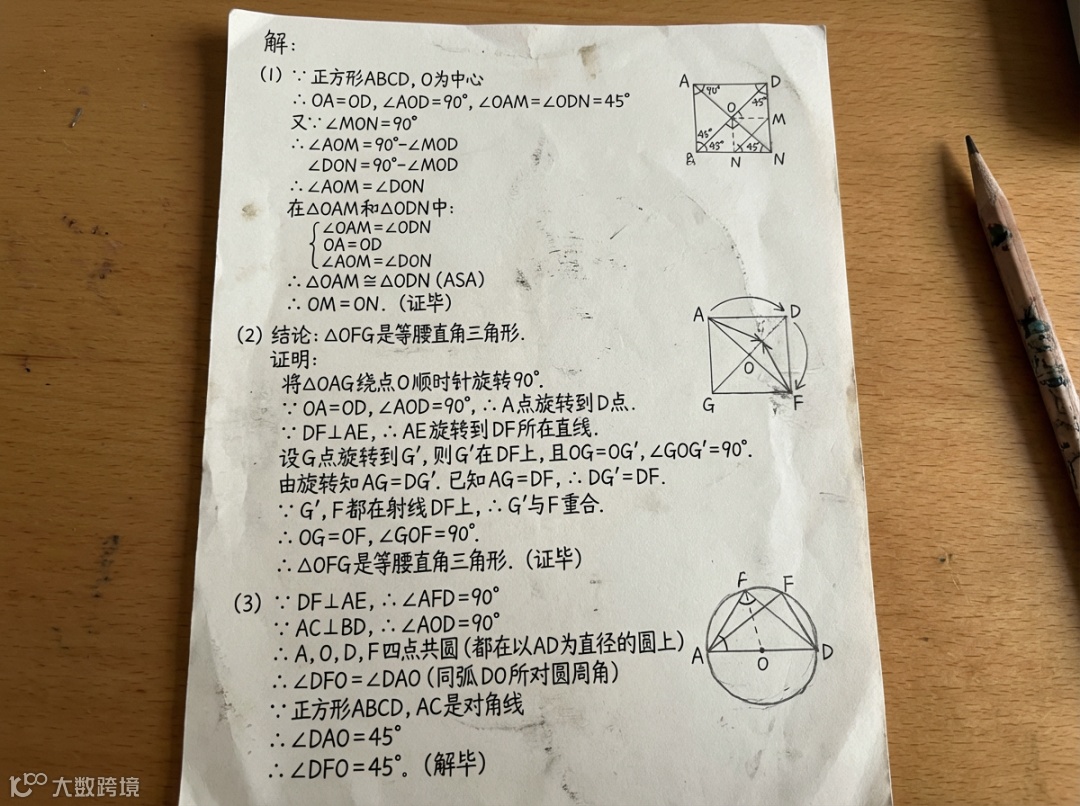 解:
(1) ∵ 正方形ABCD, O为中心
∴ OA=OD, ∠AOD=90°, ∠OAM=∠ODN=45°
又∵ ∠MON=90°
∴ ∠AOM=90°-∠MOD
∠DON=90°-∠MOD
∴ ∠AOM=∠DON
在△OAM和△ODN中:
∠OAM=∠ODN
OA=OD
∠AOM=∠DON
∴ △OAM≅△ODN (ASA)
∴ OM=ON. (证毕)
A 90° D
45°
O
M
45°
45° 45°
B N N
(2) 结论: △OFG是等腰直角三角形.
证明:
将△OAG绕点O顺时针旋转90°.
∵ OA=OD, ∠AOD=90°, ∴ A点旋转到D点.
∵ DF⊥AE, ∴ AE旋转到DF所在直线.
设G点旋转到G', 则G'在DF上, 且OG=OG', ∠GOG'=90°.
由旋转知AG=DG'. 已知AG=DF, ∴ DG'=DF.
∵ G', F都在射线DF上, ∴ G'与F重合.
∴ OG=OF, ∠GOF=90°.
∴ △OFG是等腰直角三角形. (证毕)
A D
O
G F
(3) ∵ DF⊥AE, ∴ ∠AFD=90°
∵ AC⊥BD, ∴ ∠AOD=90°
∴ A, O, D, F四点共圆 (都在以AD为直径的圆上)
∴ ∠DFO=∠DAO (同弧DO所对圆周角)
∵ 正方形ABCD, AC是对角线
∴ ∠DAO=45°
∴ ∠DFO=45°。(解毕)
F F
A O D
大数跨境